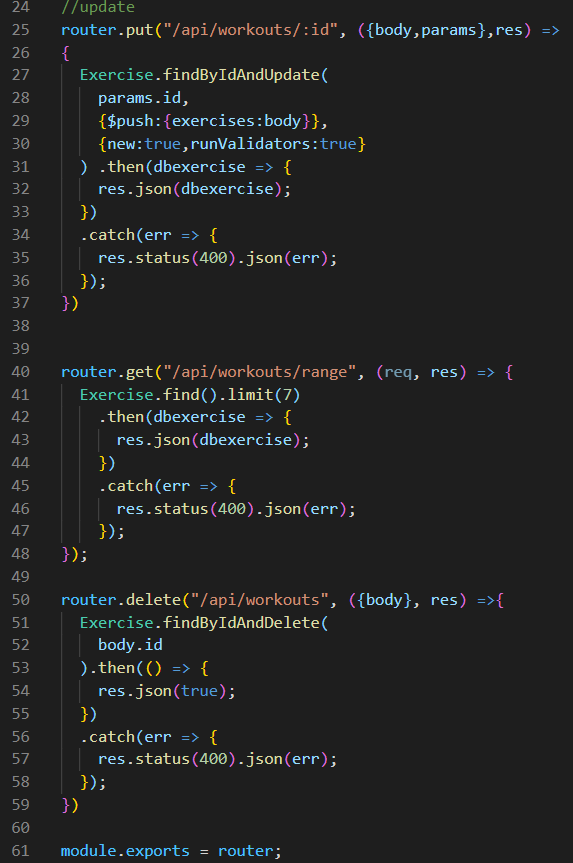 24 //update
25 router.put("/api/workouts/:id", ({body,params},res) =>
26 {
27   Exercise.findByIdAndUpdate(
28     params.id,
29     {$push:{exercises:body}},
30     {new:true,runValidators:true}
31   ) .then(dbexercise => {
32     res.json(dbexercise);
33   })
34   .catch(err => {
35     res.status(400).json(err);
36   });
37 })
38
39
40 router.get("/api/workouts/range", (req, res) => {
41   Exercise.find().limit(7)
42     .then(dbexercise => {
43       res.json(dbexercise);
44     })
45     .catch(err => {
46       res.status(400).json(err);
47     });
48 });
49
50 router.delete("/api/workouts", ({body}, res) =>{
51   Exercise.findByIdAndDelete(
52     body.id
53   ).then(() => {
54     res.json(true);
55   })
56   .catch(err => {
57     res.status(400).json(err);
58   });
59 })
60
61 module.exports = router;